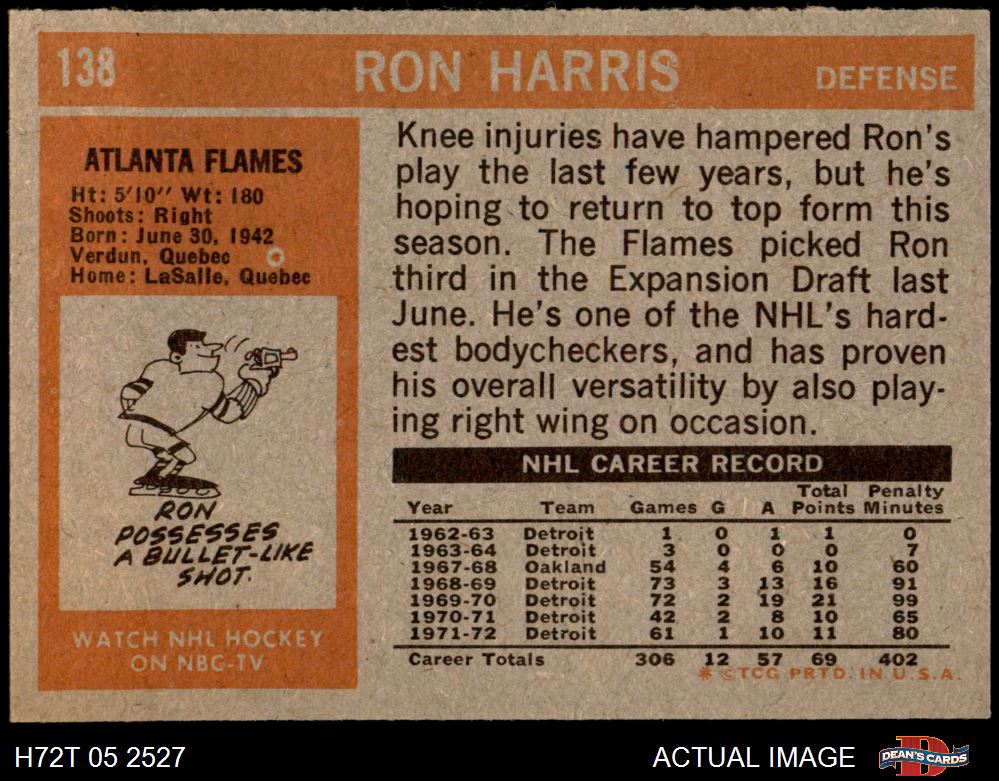 138 RON HARRIS DEFENSE
ATLANTA FLAMES
Ht: 5'10" Wt: 180
Shoots: Right
Born: June 30, 1942
Verdun, Quebec
Home: LaSalle, Quebec
RON
POSSESSES
A BULLET-LIKE
SHOT.
WATCH NHL HOCKEY
ON NBC-TV
Knee injuries have hampered Ron's
play the last few years, but he's
hoping to return to top form this
season. The Flames picked Ron
third in the Expansion Draft last
June. He's one of the NHL's hard-
est bodycheckers, and has proven
his overall versatility by also play-
ing right wing on occasion.
NHL CAREER RECORD
Year Team Games G A Total Points Penalty Minutes
1962-63 Detroit 1 0 1 1 0
1963-64 Detroit 3 0 0 0 7
1967-68 Oakland 54 4 6 10 60
1968-69 Detroit 73 3 13 16 91
1969-70 Detroit 72 2 19 21 99
1970-71 Detroit 42 2 8 10 65
1971-72 Detroit 61 1 10 11 80
Career Totals 306 12 57 69 402
* © TCG PRTD. IN U.S.A.
H72T 05 2527 ACTUAL IMAGE DEAN'S CARDS